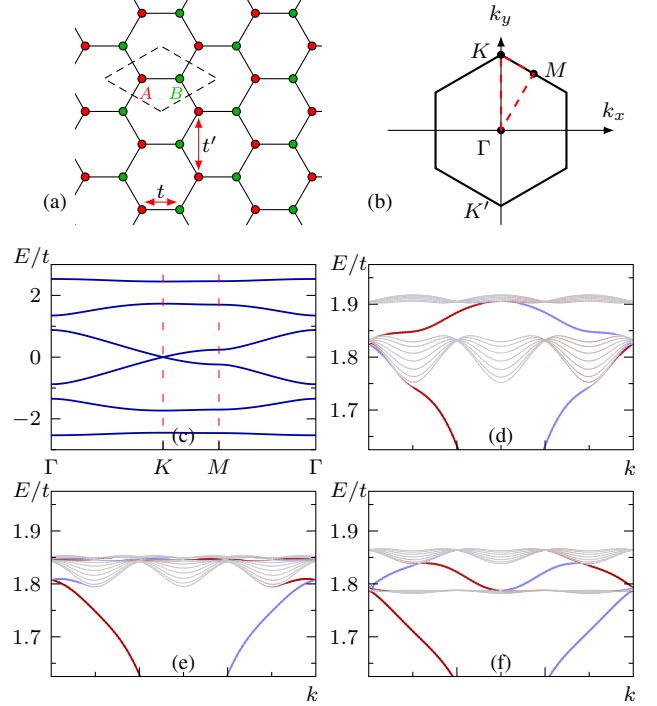 A
B
t′
t
(a)
k_y
K
M
k_x
Γ
K′
(b)
E/t
2
0
−2
(c)
Γ
K
M
Γ
E/t
1.9
1.8
1.7
(d)
k
E/t
1.9
1.8
1.7
(e)
k
E/t
1.9
1.8
1.7
(f)
k